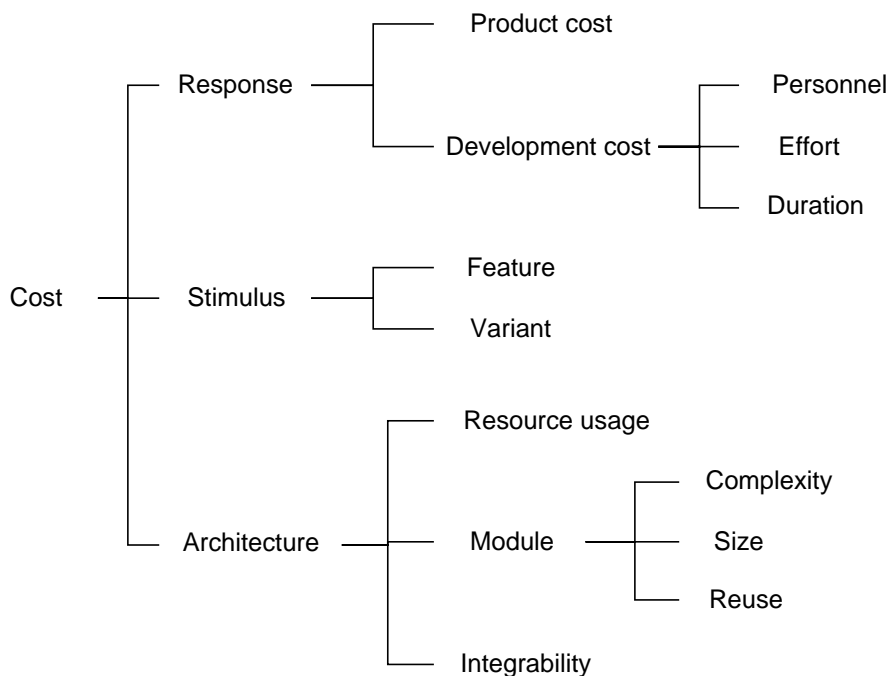 Product cost
Response
Personnel
Development cost
Effort
Duration
Feature
Cost
Stimulus
Variant
Resource usage
Complexity
Architecture
Module
Size
Reuse
Integrability